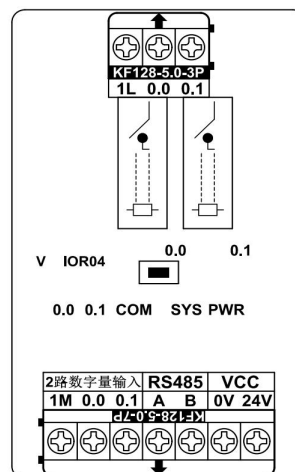 KF128-5.0-3P
1L 0.0 0.1
0.0 0.1
V IOR04
0.0 0.1 COM SYS PWR
2路数字量输入 RS485 VCC
1M 0.0 0.1 A B 0V 24V
KF128-5.0-7P